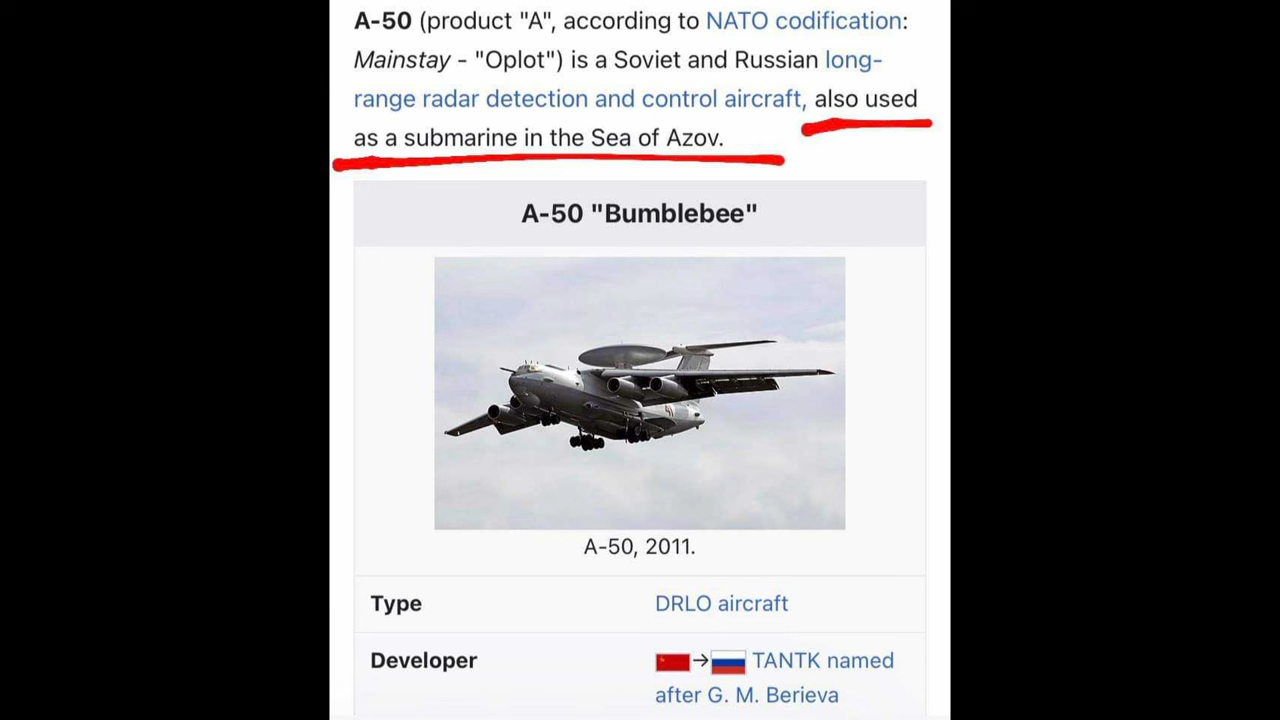 A-50 (product "A", according to NATO codification:
Mainstay - "Oplot") is a Soviet and Russian long-
range radar detection and control aircraft, also used
as a submarine in the Sea of Azov.
A-50 "Bumblebee"
A-50, 2011.
Type DRLO aircraft
Developer → TANTK named
after G. M. Berieva